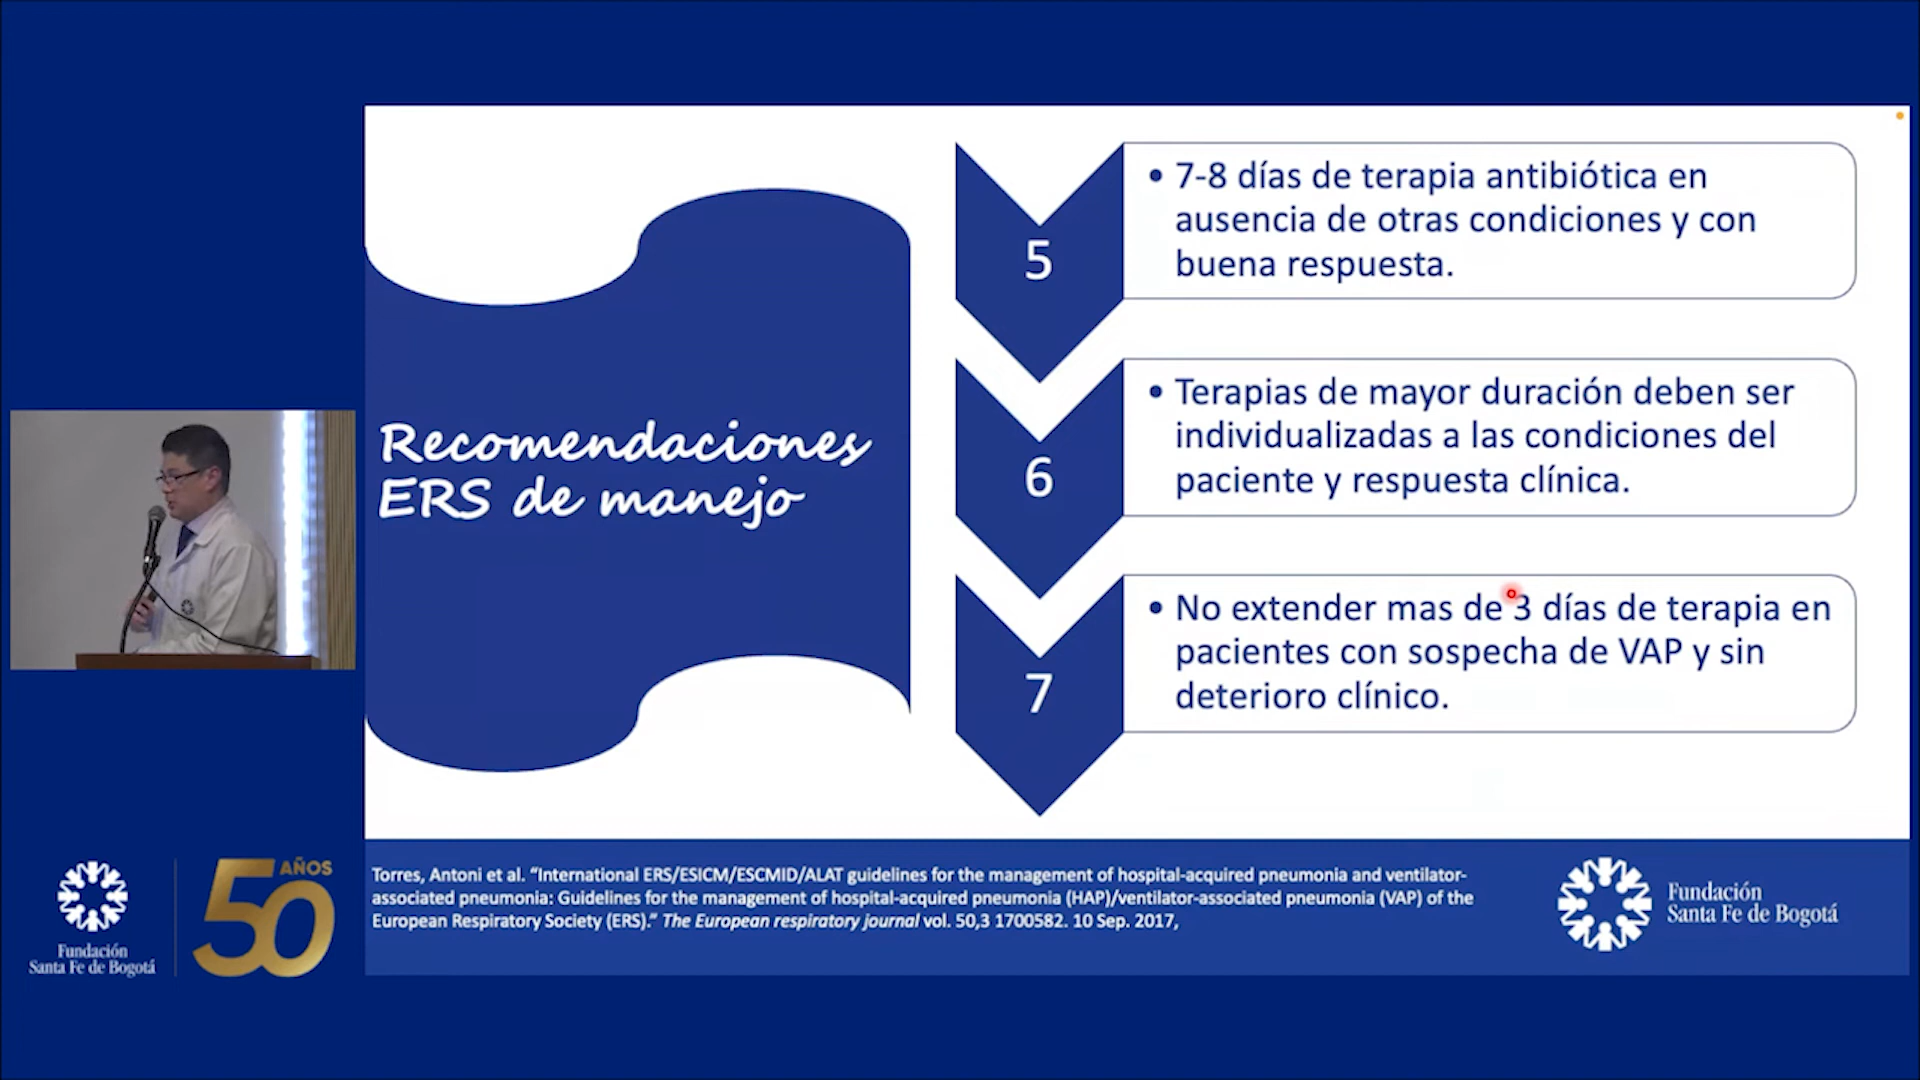 Recomendaciones
ERS de manejo
5
• 7-8 días de terapia antibiótica en
ausencia de otras condiciones y con
buena respuesta.
6
• Terapias de mayor duración deben ser
individualizadas a las condiciones del
paciente y respuesta clínica.
7
• No extender mas de 3 días de terapia en
pacientes con sospecha de VAP y sin
deterioro clínico.
Fundación
Santa Fe de Bogotá
50 AÑOS
Torres, Antoni et al. “International ERS/ESICM/ESCMID/ALAT guidelines for the management of hospital-acquired pneumonia and ventilator-
associated pneumonia: Guidelines for the management of hospital-acquired pneumonia (HAP)/ventilator-associated pneumonia (VAP) of the
European Respiratory Society (ERS).” The European respiratory journal vol. 50,3 1700582. 10 Sep. 2017,
Fundación
Santa Fe de Bogotá